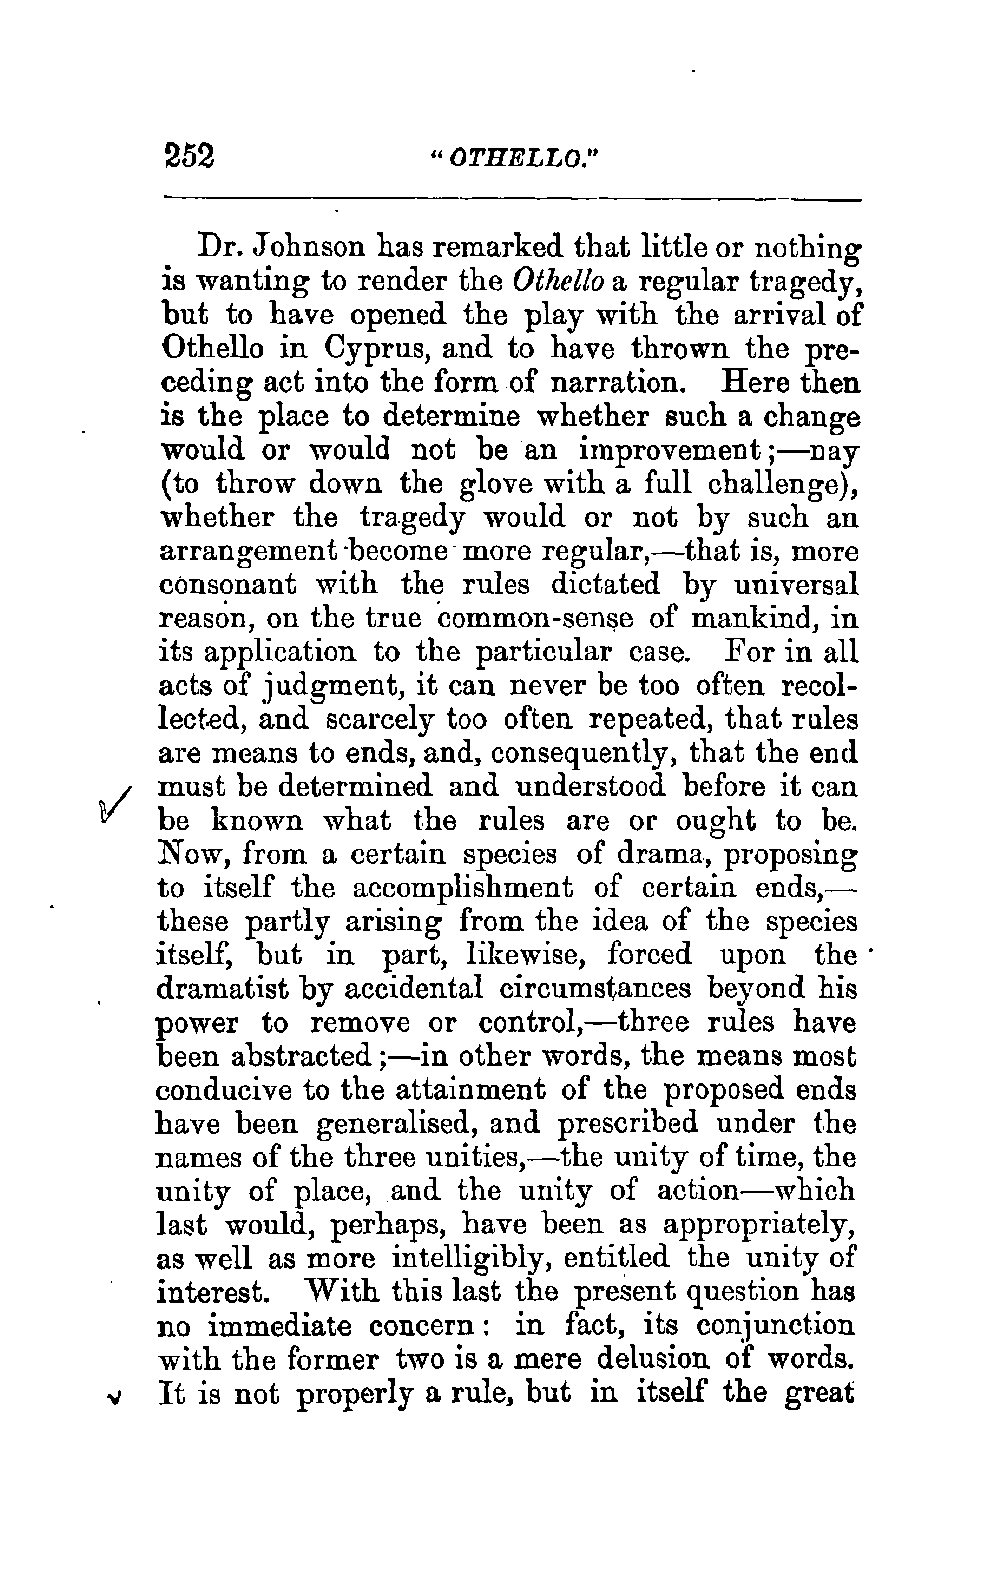 252 “OTHELLO.”
Dr. Johnson has remarked that little or nothing
is wanting to render the Othello a regular tragedy,
but to have opened the play with the arrival of
Othello in Cyprus, and to have thrown the pre-
ceding act into the form of narration. Here then
is the place to determine whether such a change
would or would not be an improvement;—nay
(to throw down the glove with a full challenge),
whether the tragedy would or not by such an
arrangement become more regular,—that is, more
consonant with the rules dictated by universal
reason, on the true common-sense of mankind, in
its application to the particular case. For in all
acts of judgment, it can never be too often recol-
lected, and scarcely too often repeated, that rules
are means to ends, and, consequently, that the end
must be determined and understood before it can
be known what the rules are or ought to be.
Now, from a certain species of drama, proposing
to itself the accomplishment of certain ends,—
these partly arising from the idea of the species
itself, but in part, likewise, forced upon the
dramatist by accidental circumstances beyond his
power to remove or control,—three rules have
been abstracted;—in other words, the means most
conducive to the attainment of the proposed ends
have been generalised, and prescribed under the
names of the three unities,—the unity of time, the
unity of place, and the unity of action—which
last would, perhaps, have been as appropriately,
as well as more intelligibly, entitled the unity of
interest. With this last the present question has
no immediate concern: in fact, its conjunction
with the former two is a mere delusion of words.
It is not properly a rule, but in itself the great